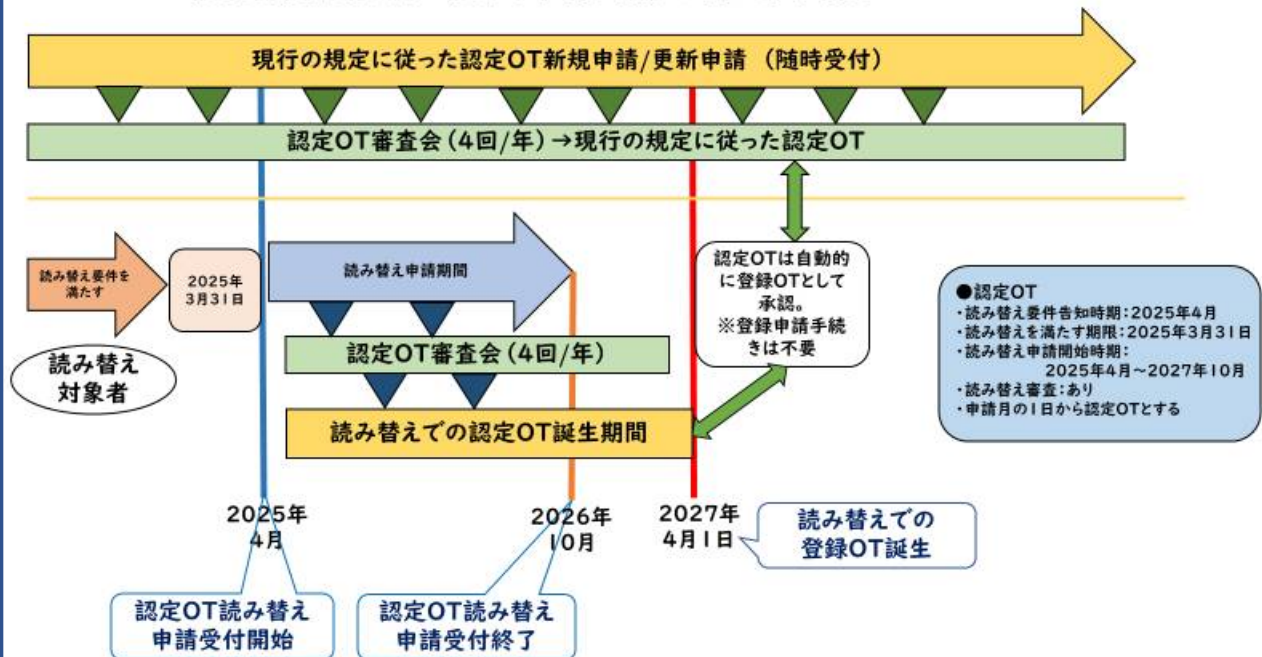 現行の規定に従った認定OT新規申請/更新申請 (随時受付)
認定OT審査会(4回/年)→現行の規定に従った認定OT
読み替え要件を
満たす
2025年
3月31日
読み替え申請期間
認定OTは自動的
に登録OTとして
承認。
※登録申請手続
きは不要
読み替え
対象者
認定OT審査会(4回/年)
読み替えでの認定OT誕生期間
●認定OT
・読み替え要件告知時期:2025年4月
・読み替えを満たす期限:2025年3月31日
・読み替え申請開始時期:
2025年4月~2027年10月
・読み替え審査:あり
・申請月の1日から認定OTとする
2025年
4月
2026年
10月
2027年
4月1日
読み替えでの
登録OT誕生
認定OT読み替え
申請受付開始
認定OT読み替え
申請受付終了